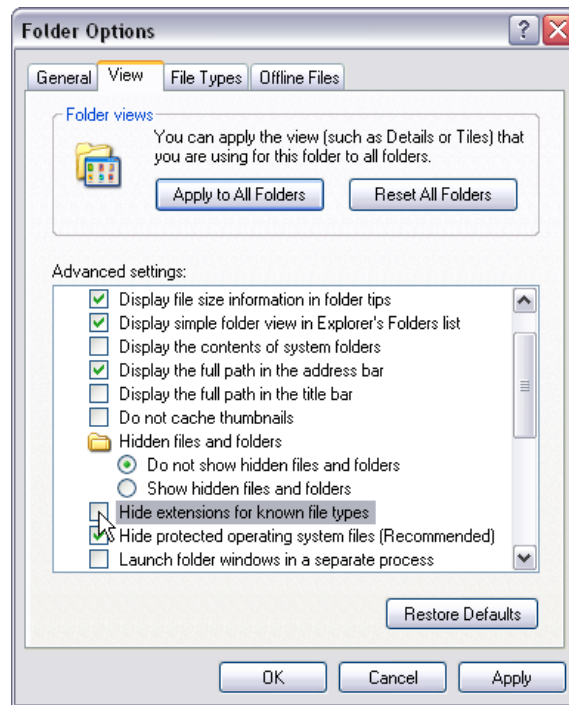 Folder Options
General View File Types Offline Files
Folder views
You can apply the view (such as Details or Tiles) that
you are using for this folder to all folders.
Apply to All Folders Reset All Folders
Advanced settings:
Display file size information in folder tips
Display simple folder view in Explorer's Folders list
Display the contents of system folders
Display the full path in the address bar
Display the full path in the title bar
Do not cache thumbnails
Hidden files and folders
Do not show hidden files and folders
Show hidden files and folders
Hide extensions for known file types
Hide protected operating system files (Recommended)
Launch folder windows in a separate process
Restore Defaults
OK Cancel Apply